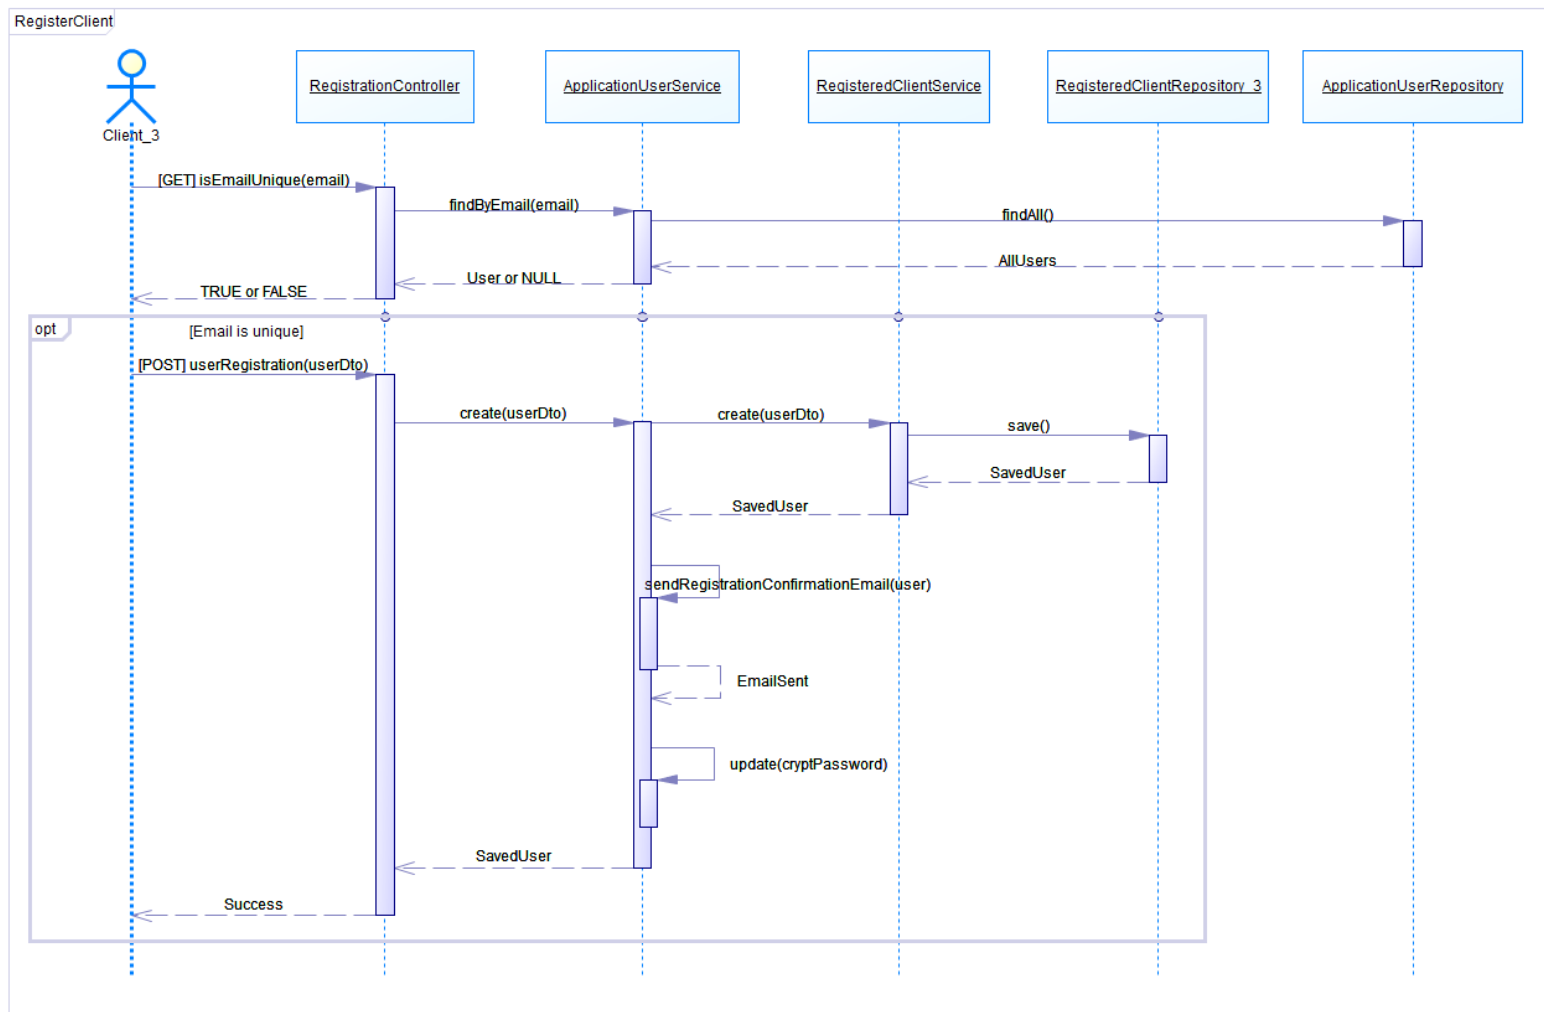 RegisterClient
Client_3
RegistrationController
ApplicationUserService
RegisteredClientService
RegisteredClientRepository_3
ApplicationUserRepository
[GET] isEmailUnique(email)
findByEmail(email)
findAll()
AllUsers
User or NULL
TRUE or FALSE
opt
[Email is unique]
[POST] userRegistration(userDto)
create(userDto)
create(userDto)
save()
SavedUser
SavedUser
sendRegistrationConfirmationEmail(user)
EmailSent
update(cryptPassword)
SavedUser
Success